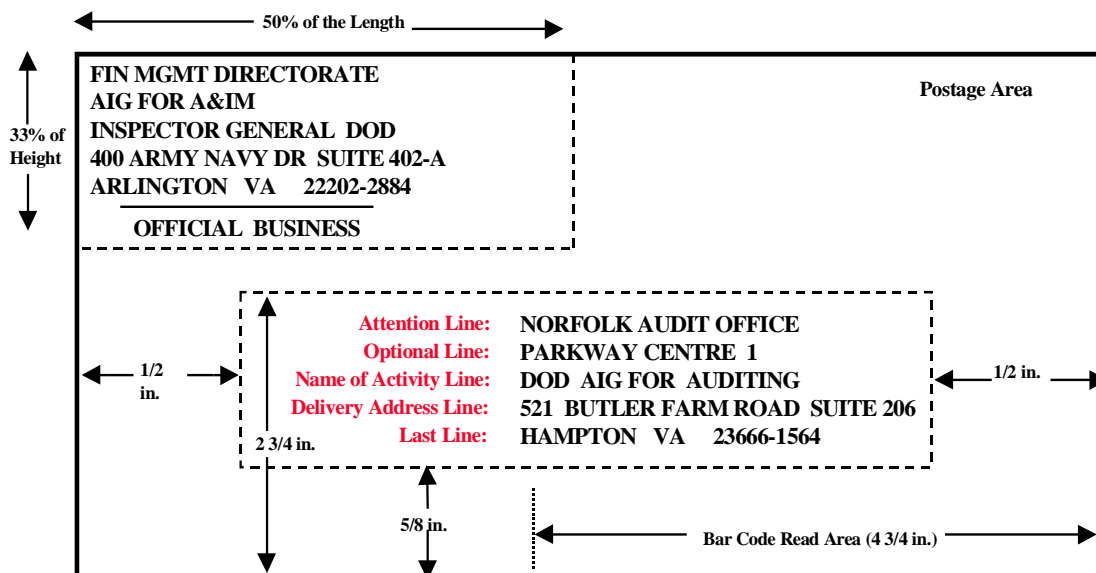 50% of the Length
33% of
Height
FIN MGMT DIRECTORATE
AIG FOR A&IM
INSPECTOR GENERAL DOD
400 ARMY NAVY DR SUITE 402-A
ARLINGTON VA 22202-2884
OFFICIAL BUSINESS
Postage Area
Attention Line: NORFOLK AUDIT OFFICE
Optional Line: PARKWAY CENTRE 1
Name of Activity Line: DOD AIG FOR AUDITING
Delivery Address Line: 521 BUTLER FARM ROAD SUITE 206
Last Line: HAMPTON VA 23666-1564
1/2
in.
1/2 in.
2 3/4 in.
5/8 in.
Bar Code Read Area (4 3/4 in.)